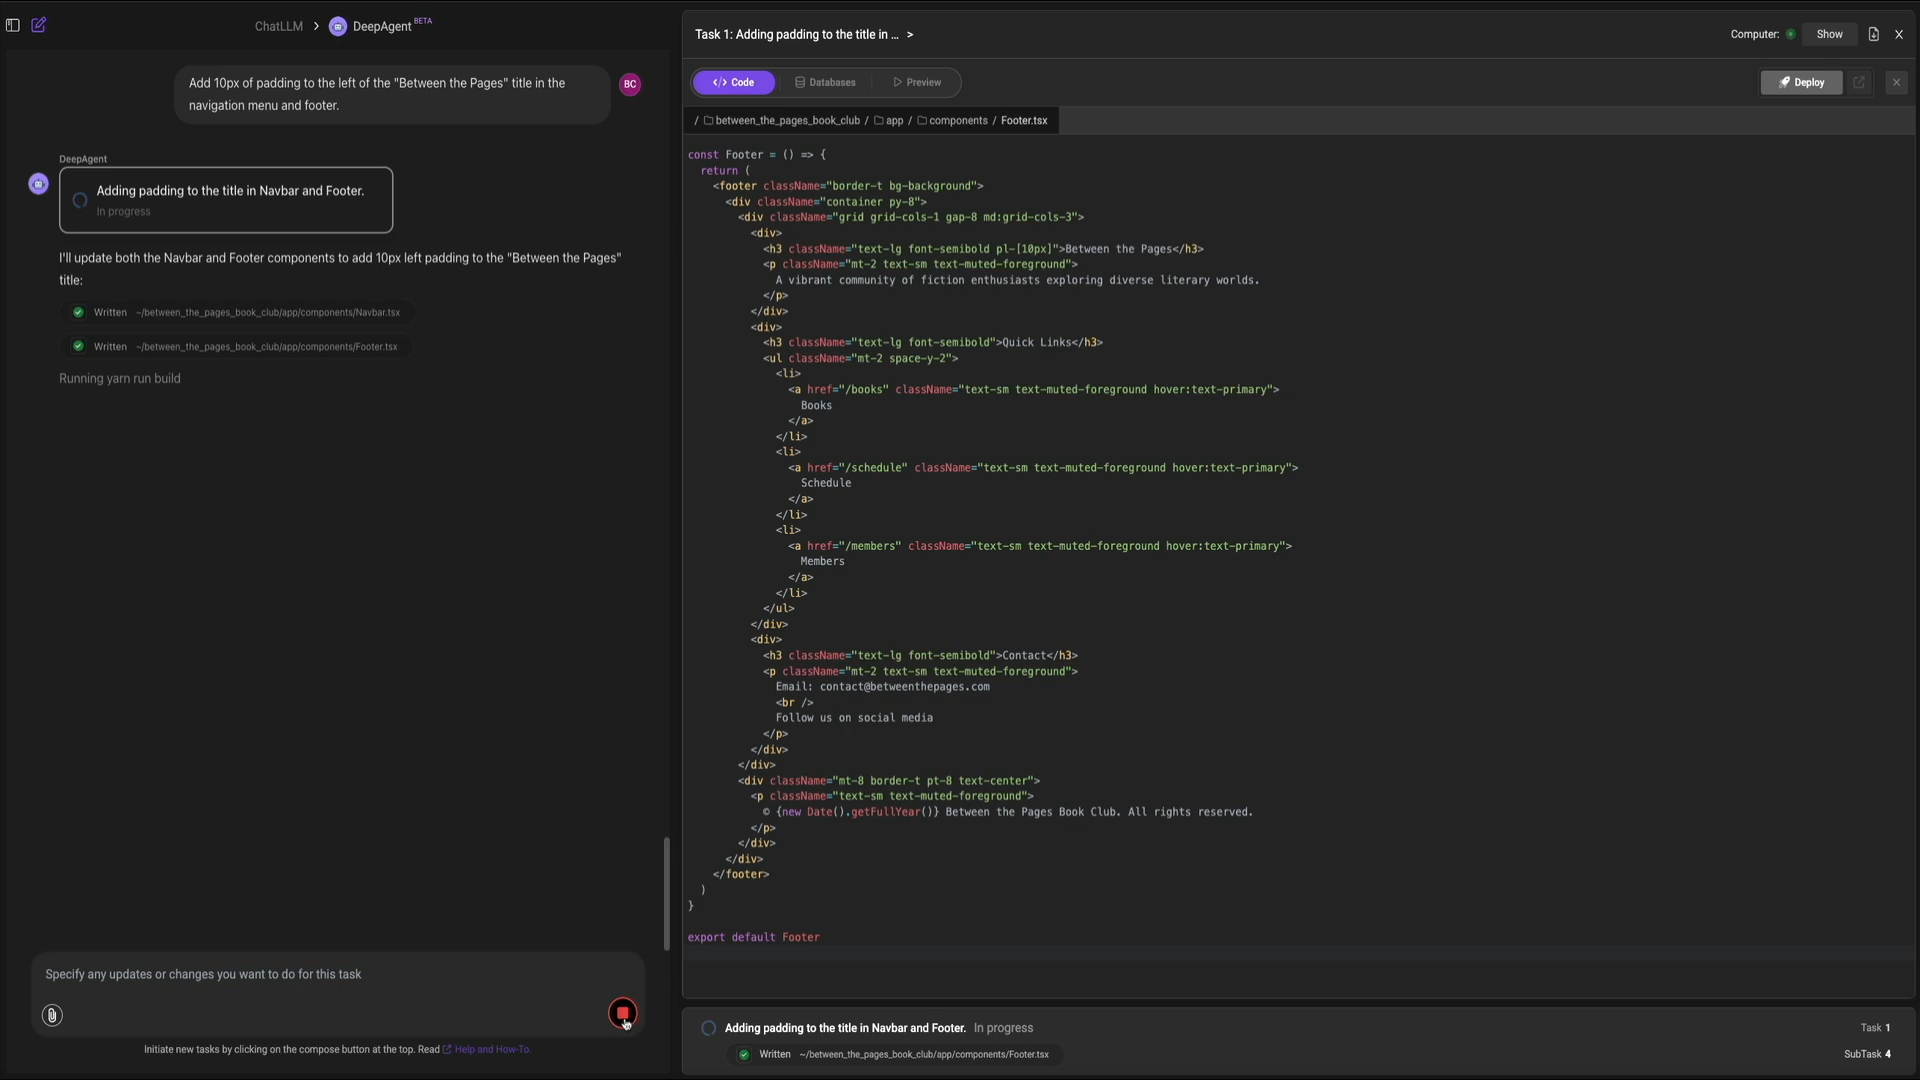 ChatLLM > DeepAgent BETA
Add 10px of padding to the left of the "Between the Pages" title in the
navigation menu and footer.
BC
DeepAgent
Adding padding to the title in Navbar and Footer.
In progress
I'll update both the Navbar and Footer components to add 10px left padding to the "Between the Pages"
title:
Written ~/between_the_pages_book_club/app/components/Navbar.tsx
Written ~/between_the_pages_book_club/app/components/Footer.tsx
Running yarn run build
Specify any updates or changes you want to do for this task
Initiate new tasks by clicking on the compose button at the top. Read Help and How-To.
Task 1: Adding padding to the title in ... >
Computer: Show
</> Code Databases Preview
Deploy
/ between_the_pages_book_club / app / components / Footer.tsx
const Footer = () => {
return (
<footer className="border-t bg-background">
<div className="container py-8">
<div className="grid grid-cols-1 gap-8 md:grid-cols-3">
<div>
<h3 className="text-lg font-semibold pl-[10px]">Between the Pages</h3>
<p className="mt-2 text-sm text-muted-foreground">
A vibrant community of fiction enthusiasts exploring diverse literary worlds.
</p>
</div>
<div>
<h3 className="text-lg font-semibold">Quick Links</h3>
<ul className="mt-2 space-y-2">
<li>
<a href="/books" className="text-sm text-muted-foreground hover:text-primary">
Books
</a>
</li>
<li>
<a href="/schedule" className="text-sm text-muted-foreground hover:text-primary">
Schedule
</a>
</li>
<li>
<a href="/members" className="text-sm text-muted-foreground hover:text-primary">
Members
</a>
</li>
</ul>
</div>
<div>
<h3 className="text-lg font-semibold">Contact</h3>
<p className="mt-2 text-sm text-muted-foreground">
Email: contact@betweenthepages.com
<br />
Follow us on social media
</p>
</div>
</div>
<div className="mt-8 border-t pt-8 text-center">
<p className="text-sm text-muted-foreground">
© {new Date().getFullYear()} Between the Pages Book Club. All rights reserved.
</p>
</div>
</div>
</footer>
)
}
export default Footer
Adding padding to the title in Navbar and Footer. In progress
Task 1
Written ~/between_the_pages_book_club/app/components/Footer.tsx
SubTask 4